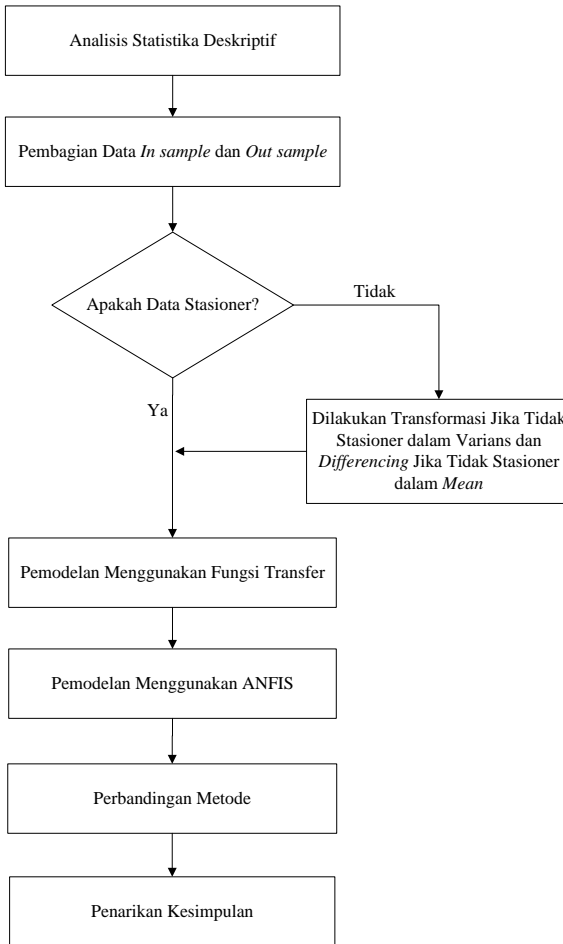 Analisis Statistika Deskriptif
Pembagian Data In sample dan Out sample
Apakah Data Stasioner?
Tidak
Ya
Dilakukan Transformasi Jika Tidak
Stasioner dalam Varians dan
Differencing Jika Tidak Stasioner
dalam Mean
Pemodelan Menggunakan Fungsi Transfer
Pemodelan Menggunakan ANFIS
Perbandingan Metode
Penarikan Kesimpulan